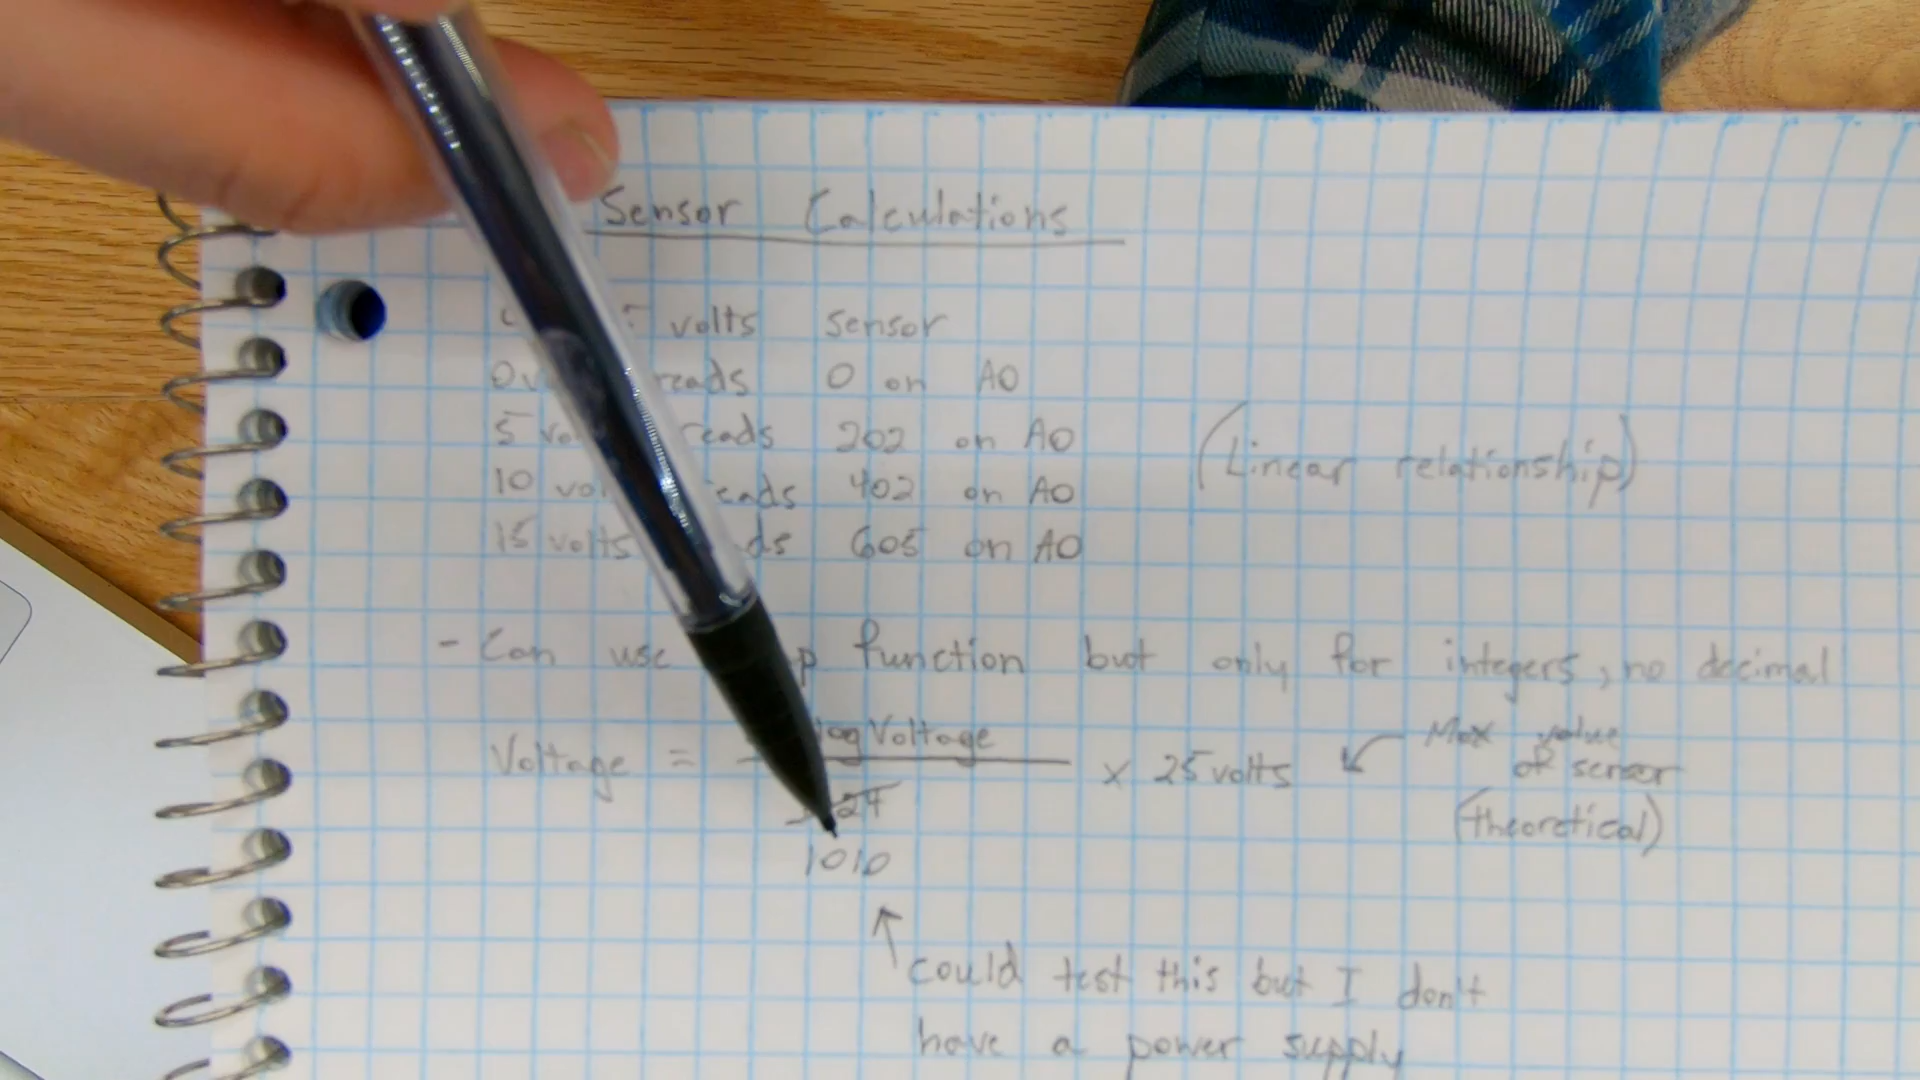 Sensor Calculations
volts sensor
reads 0 on A0
5 reads 202 on A0
10 reads 402 on A0
15 volts 605 on A0
(Linear relationship)
- Can use function but only for integers, no decimal
Voltage = Voltage x 25 volts
Max value
of sensor
(theoretical)
1010
could test this but I don't
have a power supply